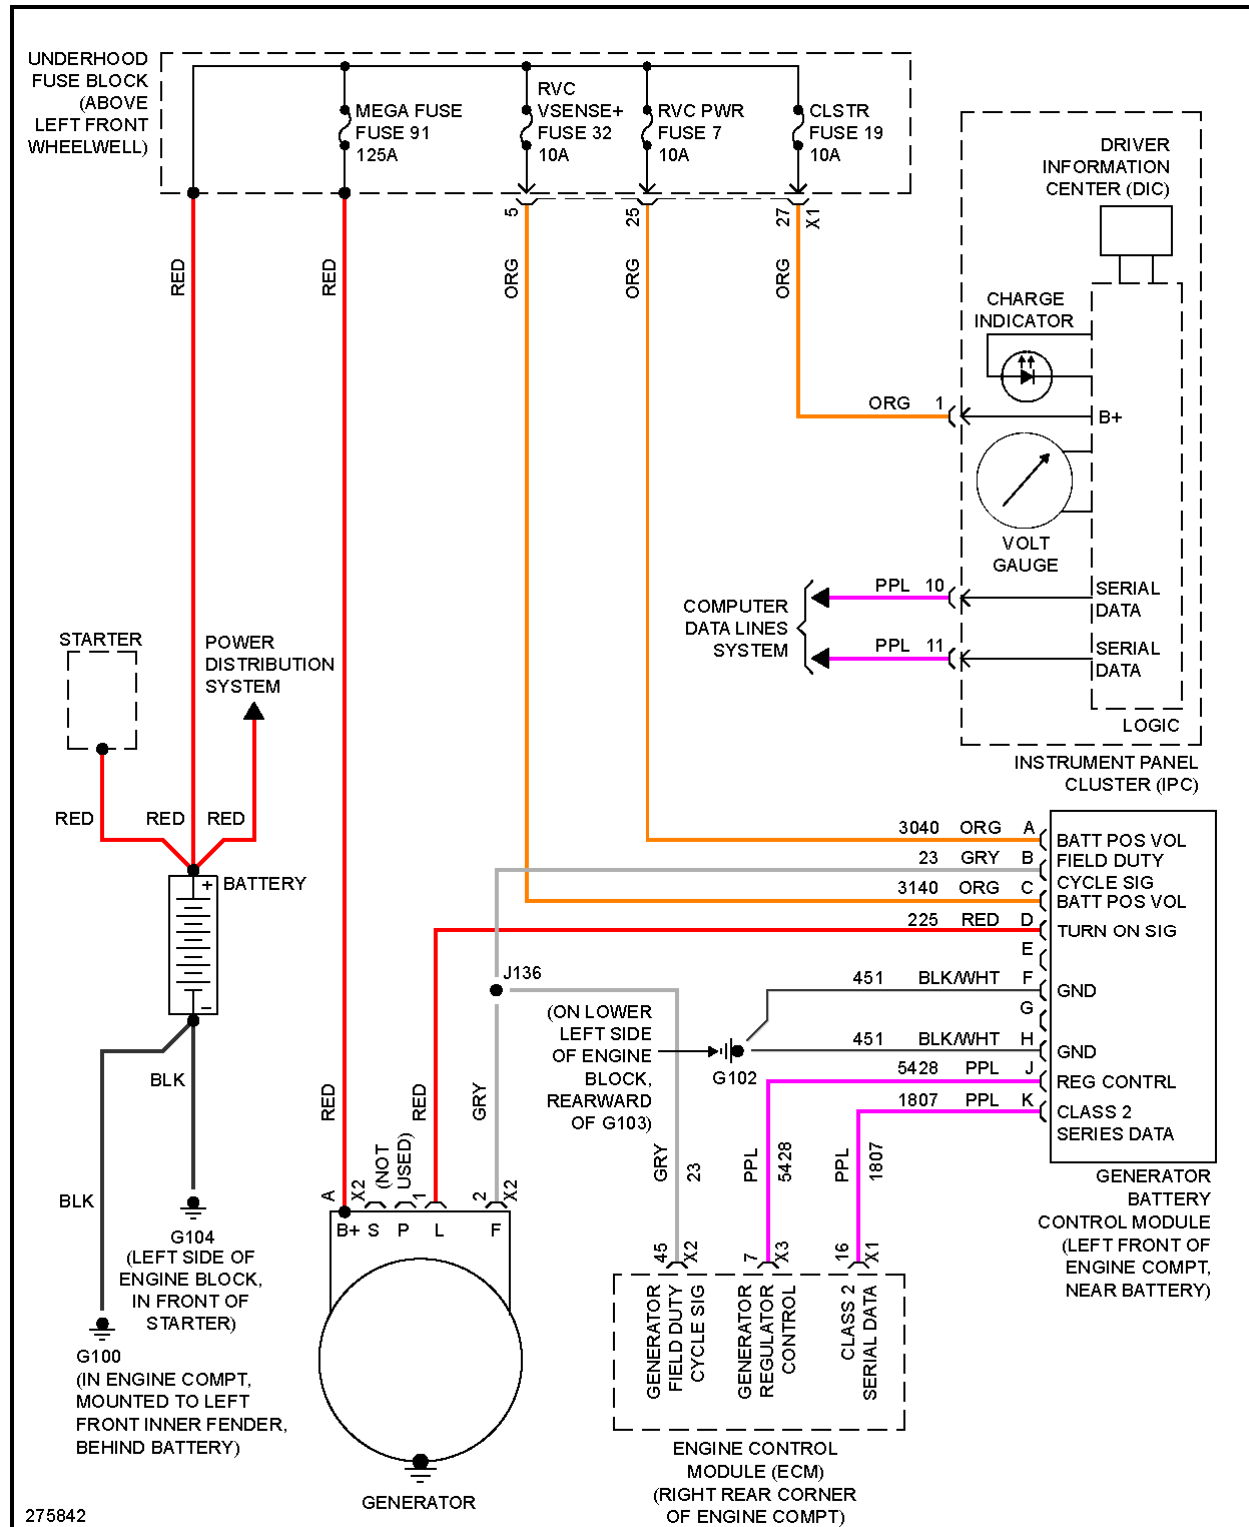 UNDERHOOD
FUSE BLOCK
(ABOVE
LEFT FRONT
WHEELWELL)
MEGA FUSE
FUSE 91
125A
RVC
VSENSE+
FUSE 32
10A
RVC PWR
FUSE 7
10A
CLSTR
FUSE 19
10A
5
25
27
X1
RED
RED
ORG
ORG
ORG
DRIVER
INFORMATION
CENTER (DIC)
CHARGE
INDICATOR
ORG 1
B+
VOLT
GAUGE
COMPUTER
DATA LINES
SYSTEM
PPL 10
SERIAL
DATA
PPL 11
SERIAL
DATA
LOGIC
INSTRUMENT PANEL
CLUSTER (IPC)
STARTER
POWER
DISTRIBUTION
SYSTEM
RED
RED
RED
+
BATTERY
–
BLK
BLK
G104
(LEFT SIDE OF
ENGINE BLOCK,
IN FRONT OF
STARTER)
G100
(IN ENGINE COMPT,
MOUNTED TO LEFT
FRONT INNER FENDER,
BEHIND BATTERY)
3040 ORG A
BATT POS VOL
23 GRY B
FIELD DUTY
CYCLE SIG
3140 ORG C
BATT POS VOL
225 RED D
TURN ON SIG
E
451 BLK/WHT F
GND
G
451 BLK/WHT H
GND
5428 PPL J
REG CONTRL
1807 PPL K
CLASS 2
SERIES DATA
GENERATOR
BATTERY
CONTROL MODULE
(LEFT FRONT OF
ENGINE COMPT,
NEAR BATTERY)
J136
(ON LOWER
LEFT SIDE
OF ENGINE
BLOCK,
REARWARD
OF G103)
G102
RED
RED
GRY
A
X2
(NOT
USED)
1
2
X2
B+ S P L F
GENERATOR
GRY
23
PPL
5428
PPL
1807
45
X2
7
X3
16
X1
GENERATOR
FIELD DUTY
CYCLE SIG
GENERATOR
REGULATOR
CONTROL
CLASS 2
SERIAL DATA
ENGINE CONTROL
MODULE (ECM)
(RIGHT REAR CORNER
OF ENGINE COMPT)
275842